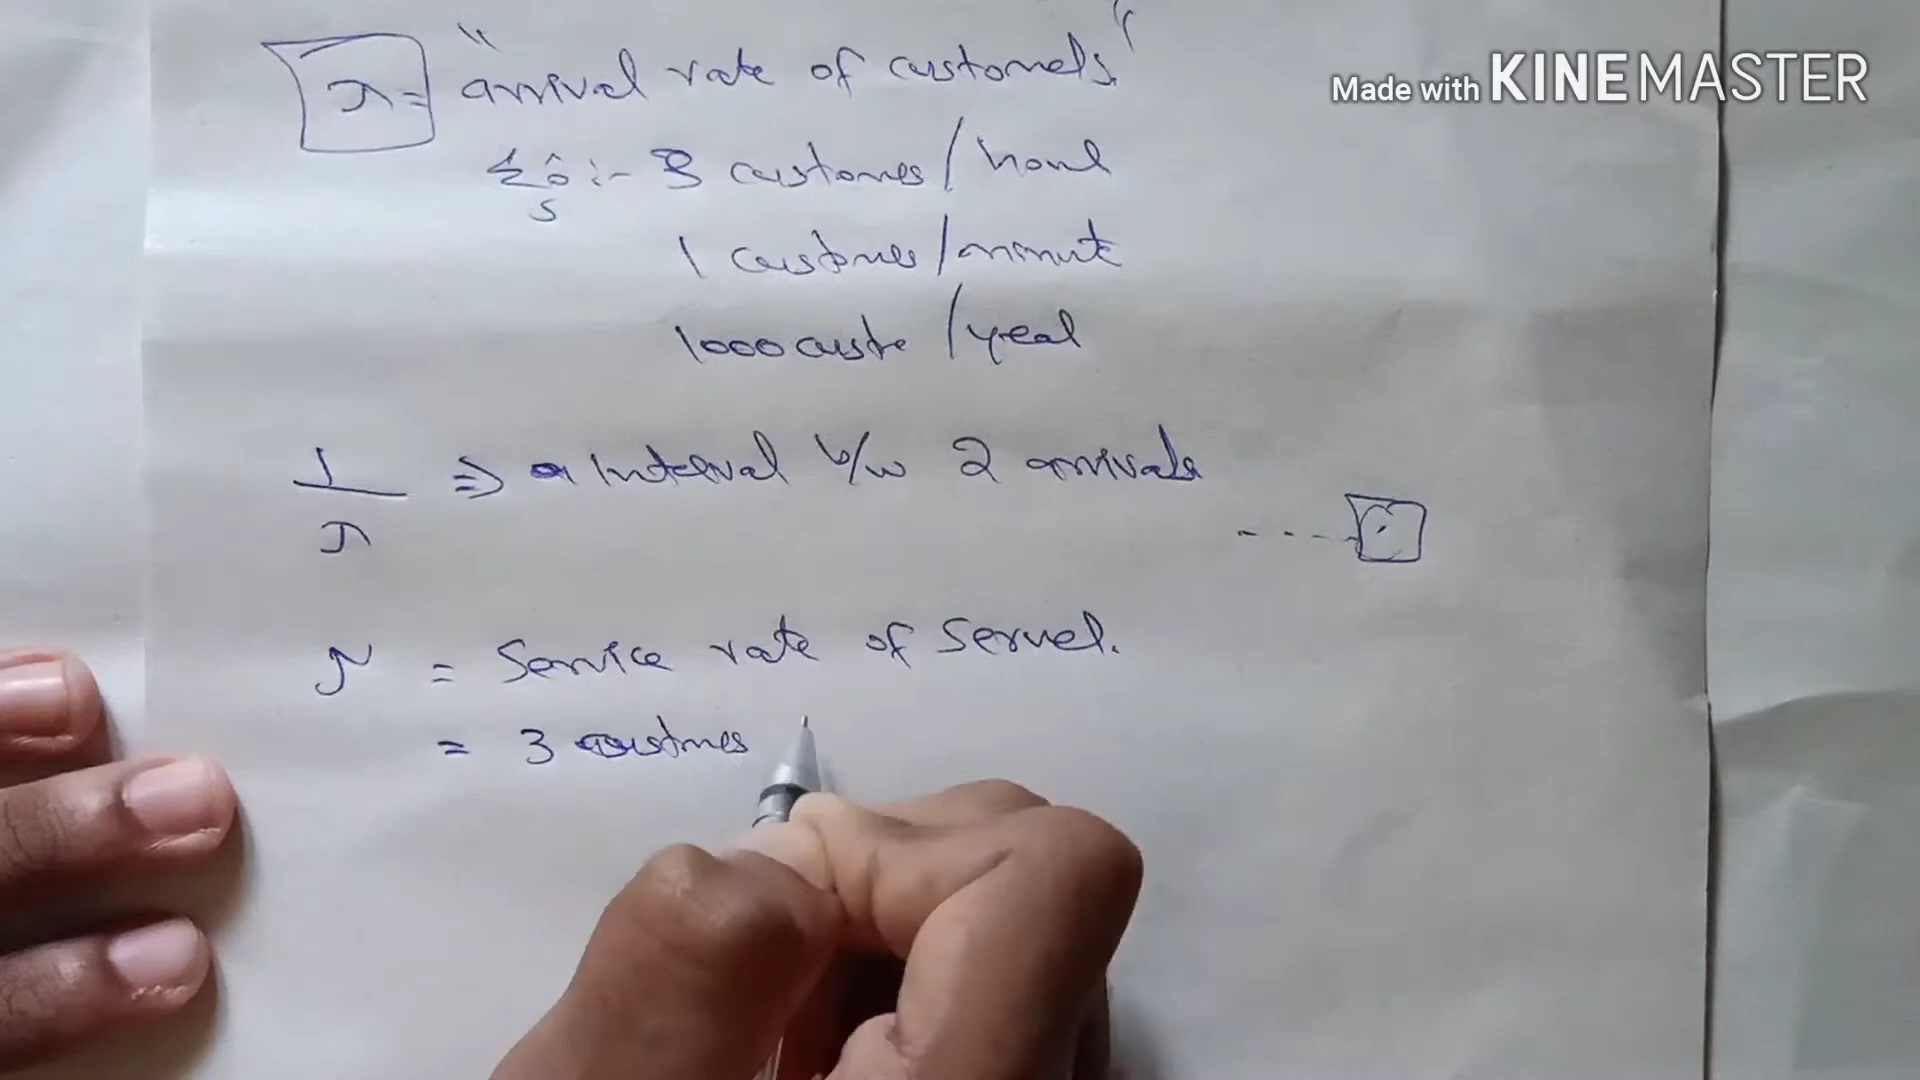 Made with KINEMASTER
λ = "arrival rate of customers."
:- 3 customers / hour
5
1 customer / minute
1000 custo / year
1/λ ⇒ a interval b/w 2 arrivals
μ = Service rate of Server.
= 3 customers